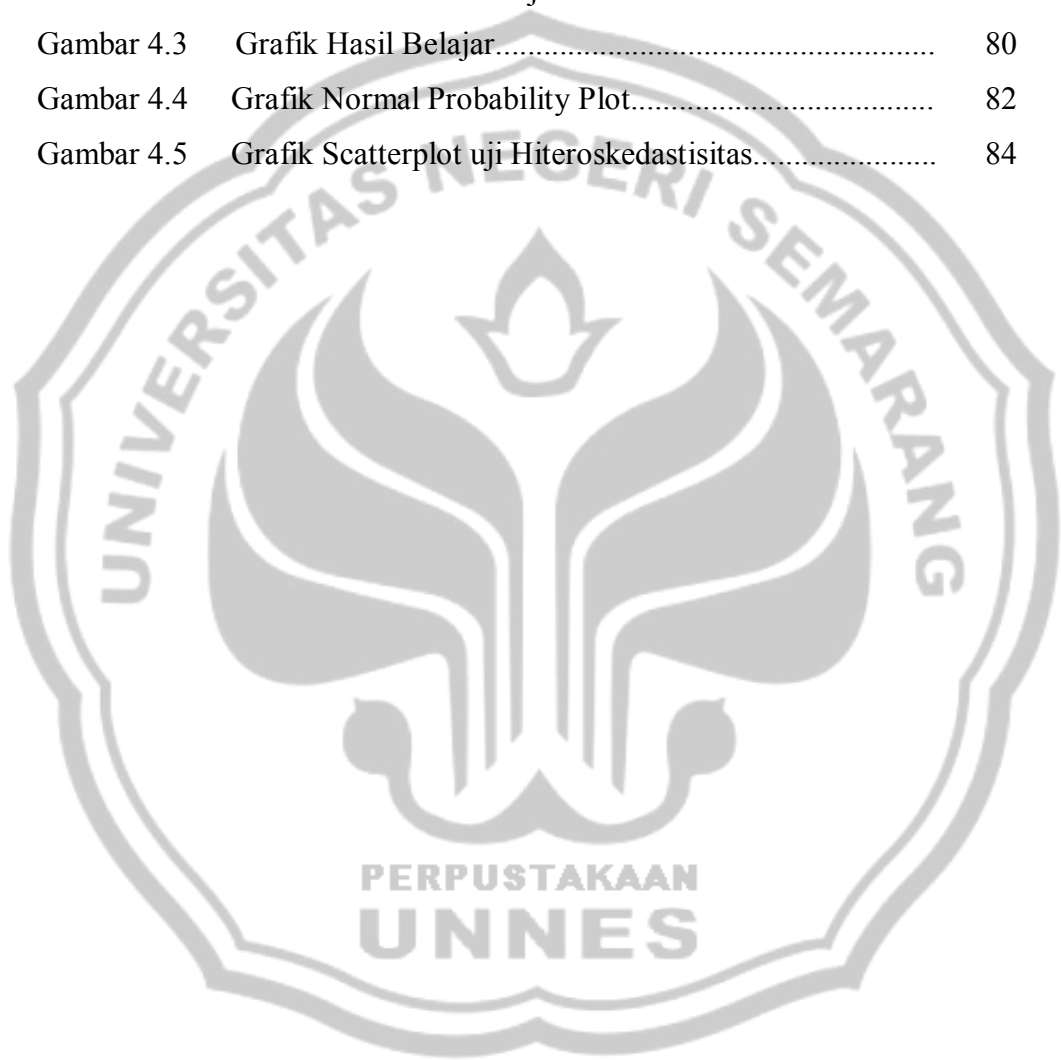 Gambar 4.3 Grafik Hasil Belajar...................................................... 80
Gambar 4.4 Grafik Normal Probability Plot..................................... 82
Gambar 4.5 Grafik Scatterplot uji Hiteroskedastisitas....................... 84
UNIVERSITAS NEGERI SEMARANG
PERPUSTAKAAN
UNNES